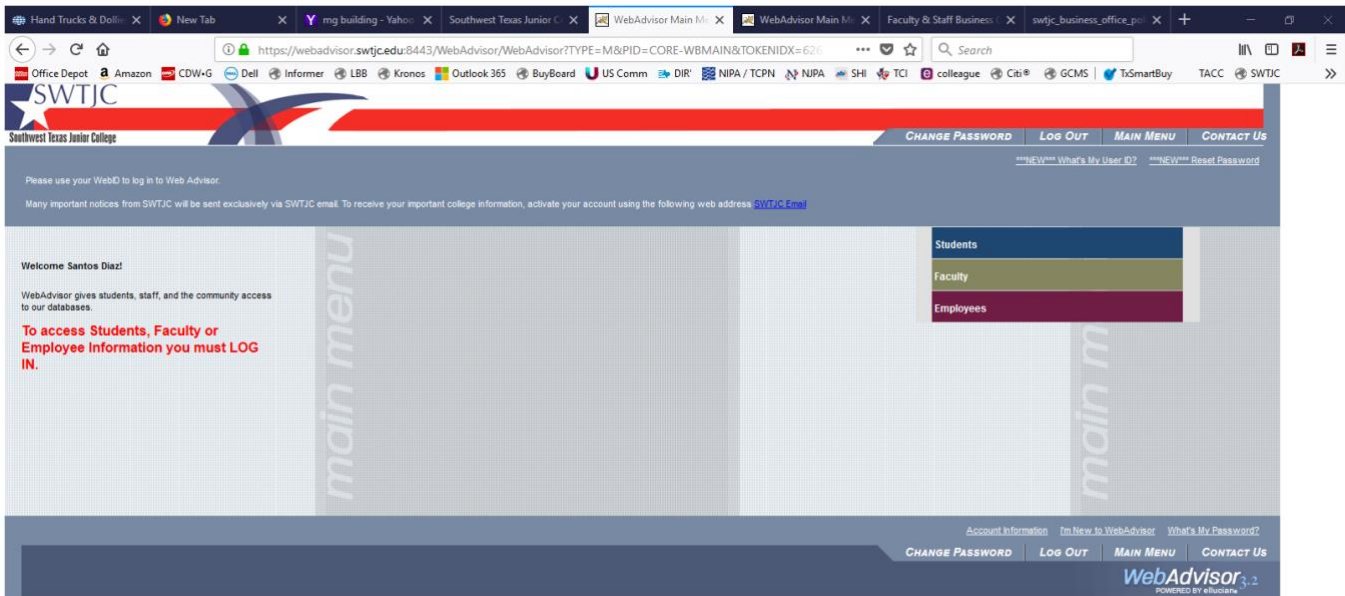 Hand Trucks & Dollie
New Tab
mg building - Yahoo
Southwest Texas Junior C
WebAdvisor Main Me
WebAdvisor Main Me
Faculty & Staff Business
swtjc_business_office_pol
https://webadvisor.swtjc.edu:8443/WebAdvisor/WebAdvisor?TYPE=M&PID=CORE-WBMAIN&TOKENIDX=626
Search
Office Depot Amazon CDW•G Dell Informer LBB Kronos Outlook 365 BuyBoard US Comm DIR' NIPA / TCPN NJPA SHI TCI colleague Citi® GCMS TxSmartBuy TACC SWTJC
SWTJC
Southwest Texas Junior College
CHANGE PASSWORD LOG OUT MAIN MENU CONTACT US
***NEW*** What's My User ID? ***NEW*** Reset Password
Please use your WebID to log in to Web Advisor.
Many important notices from SWTJC will be sent exclusively via SWTJC email. To receive your important college information, activate your account using the following web address SWTJC Email
main menu
Students
Faculty
Employees
main m
Welcome Santos Diaz!
WebAdvisor gives students, staff, and the community access
to our databases.
To access Students, Faculty or
Employee Information you must LOG
IN.
Account Information I'm New to WebAdvisor What's My Password?
CHANGE PASSWORD LOG OUT MAIN MENU CONTACT US
WebAdvisor 3.2
POWERED BY ellucian